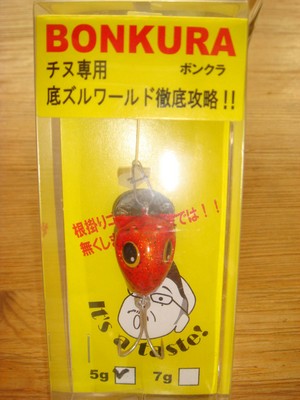 BONKURA
チヌ専用
ボンクラ
底ズルワールド徹底攻略!!
根掛り
では!!
無くし
It's a taste!
5g ✓ 7g